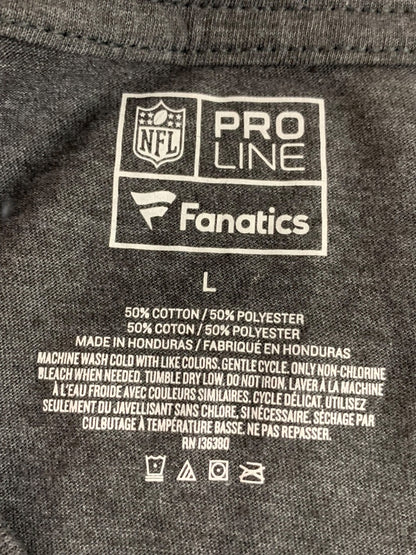 NFL
PRO
LINE
Fanatics
L
50% COTTON / 50% POLYESTER
50% COTON / 50% POLYESTER
MADE IN HONDURAS / FABRIQUÉ EN HONDURAS
MACHINE WASH COLD WITH LIKE COLORS. GENTLE CYCLE. ONLY NON-CHLORINE
BLEACH WHEN NEEDED. TUMBLE DRY LOW, DO NOT IRON. LAVER À LA MACHINE
À L'EAU FROIDE AVEC COULEURS SIMILAIRES. CYCLE DÉLICAT, UTILISEZ
SEULEMENT DU JAVELLISANT SANS CHLORE, SI NÉCESSAIRE. SÉCHAGE PAR
CULBUTAGE À TEMPÉRATURE BASSE. NE PAS REPASSER.
RN 136380